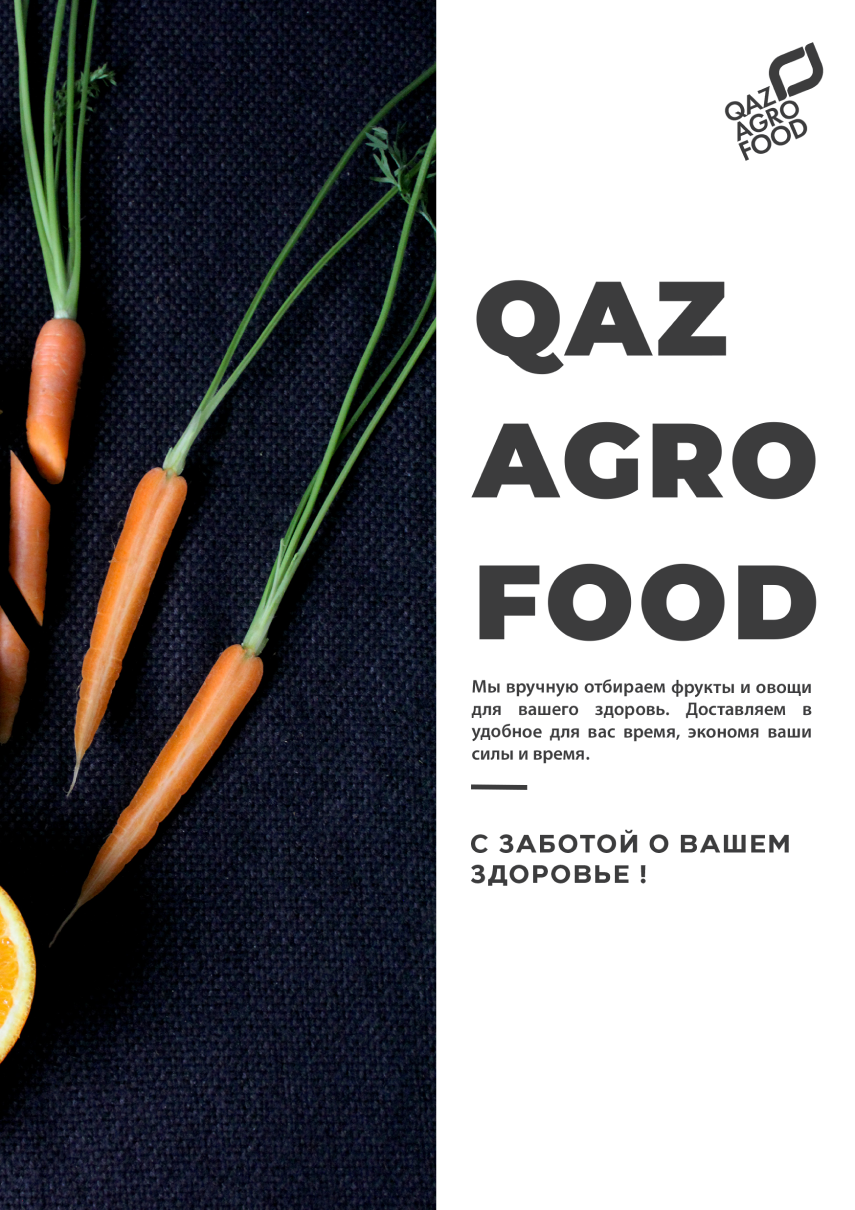 QAZ
AGRO
FOOD
QAZ
AGRO
FOOD
Мы вручную отбираем фрукты и овощи
для вашего здоровь. Доставляем в
удобное для вас время, экономя ваши
силы и время.
С ЗАБОТОЙ О ВАШЕМ
ЗДОРОВЬЕ !